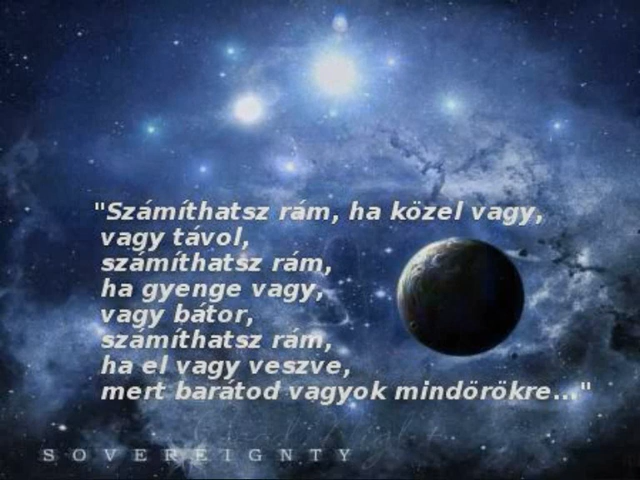 "Számíthatsz rám, ha közel vagy,
vagy távol,
számíthatsz rám,
ha gyenge vagy,
vagy bátor,
számíthatsz rám,
ha el vagy veszve,
mert barátod vagyok mindörökre..."
SOVEREIGNTY